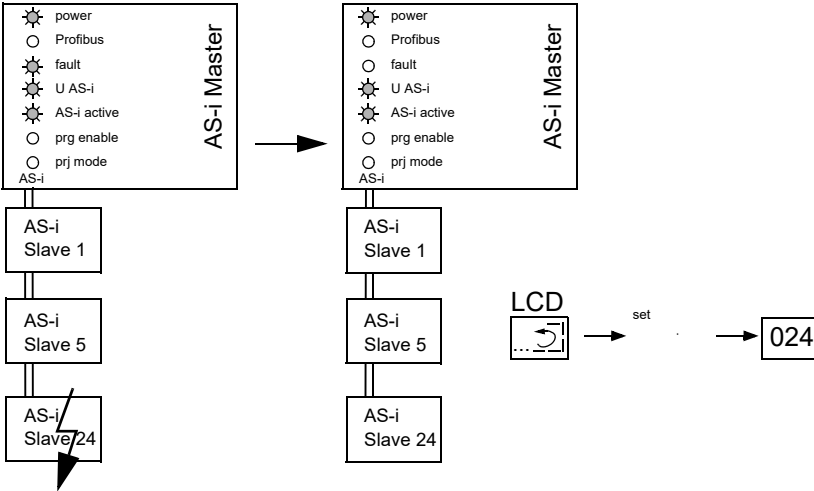 power
Profibus
fault
U AS-i
AS-i active
prg enable
prj mode
AS-i
AS-i Master
AS-i
Slave 1
AS-i
Slave 5
AS-i
Slave 24
power
Profibus
fault
U AS-i
AS-i active
prg enable
prj mode
AS-i
AS-i Master
AS-i
Slave 1
AS-i
Slave 5
AS-i
Slave 24
LCD
...
set
024